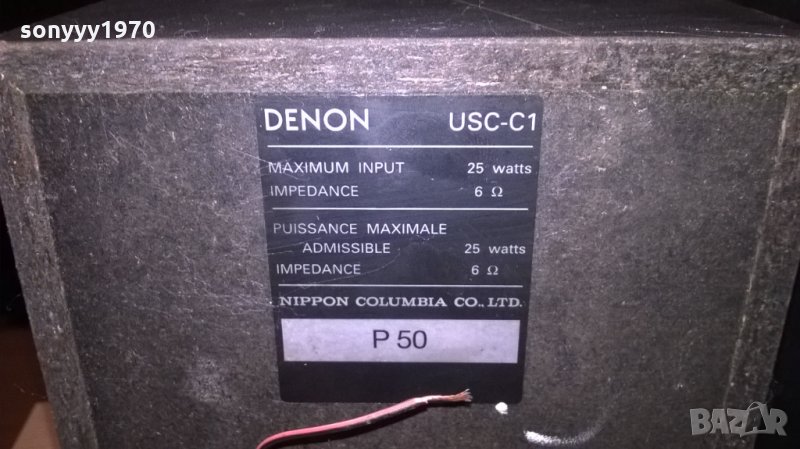 sonyyy1970
DENON USC-C1
MAXIMUM INPUT 25 watts
IMPEDANCE 6 Ω
PUISSANCE MAXIMALE
ADMISSIBLE 25 watts
IMPEDANCE 6 Ω
NIPPON COLUMBIA CO., LTD.
P 50
BAZAR